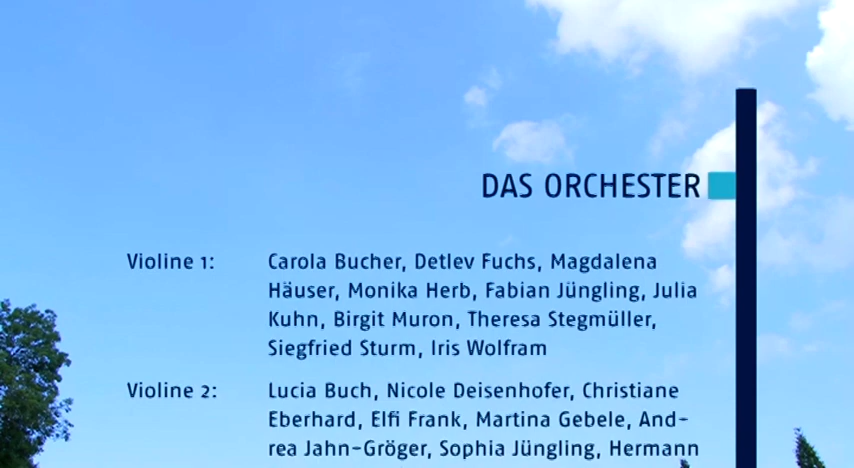 DAS ORCHESTER
Violine 1: Carola Bucher, Detlev Fuchs, Magdalena
Häuser, Monika Herb, Fabian Jüngling, Julia
Kuhn, Birgit Muron, Theresa Stegmüller,
Siegfried Sturm, Iris Wolfram
Violine 2: Lucia Buch, Nicole Deisenhofer, Christiane
Eberhard, Elfi Frank, Martina Gebele, And-
rea Jahn-Gröger, Sophia Jüngling, Hermann